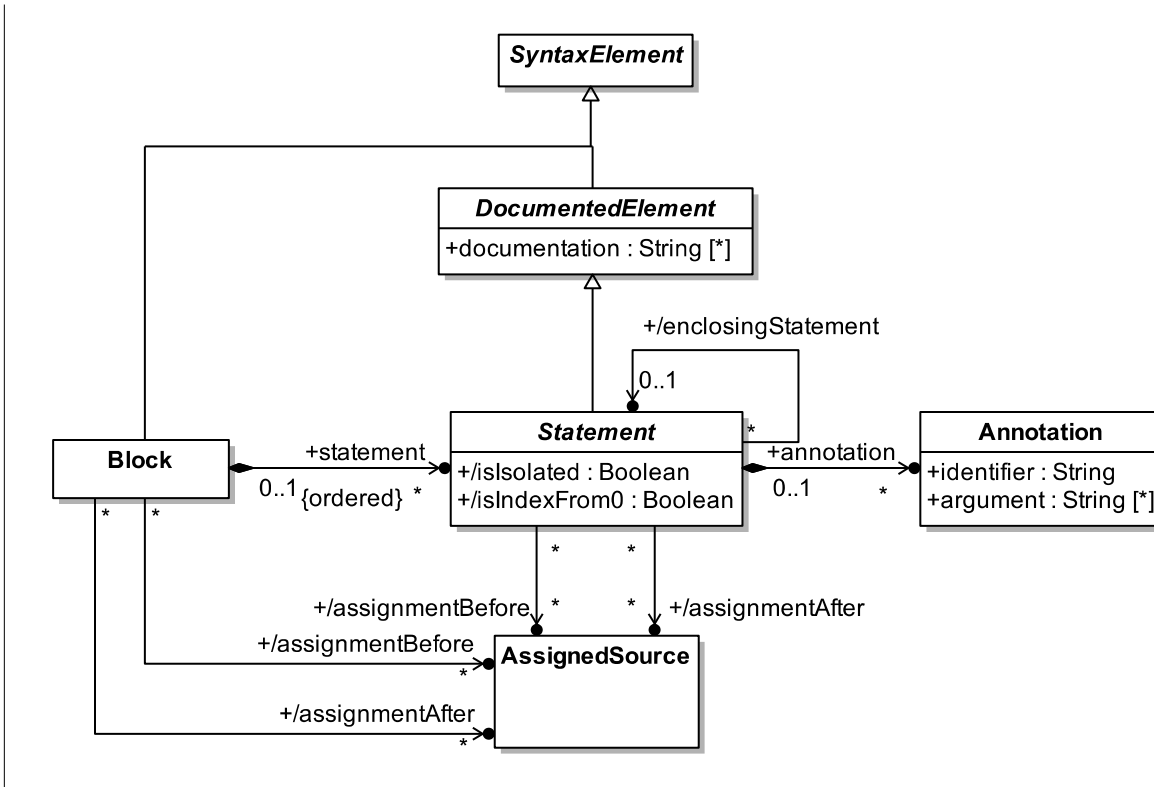 SyntaxElement
DocumentedElement
+documentation : String [*]
+/enclosingStatement
0..1
*
Statement
+/isIsolated : Boolean
+/isIndexFrom0 : Boolean
Block
+statement
0..1
{ordered}
*
+annotation
0..1
*
Annotation
+identifier : String
+argument : String [*]
*
*
*
*
+/assignmentBefore
*
*
+/assignmentAfter
+/assignmentBefore
*
AssignedSource
+/assignmentAfter
*